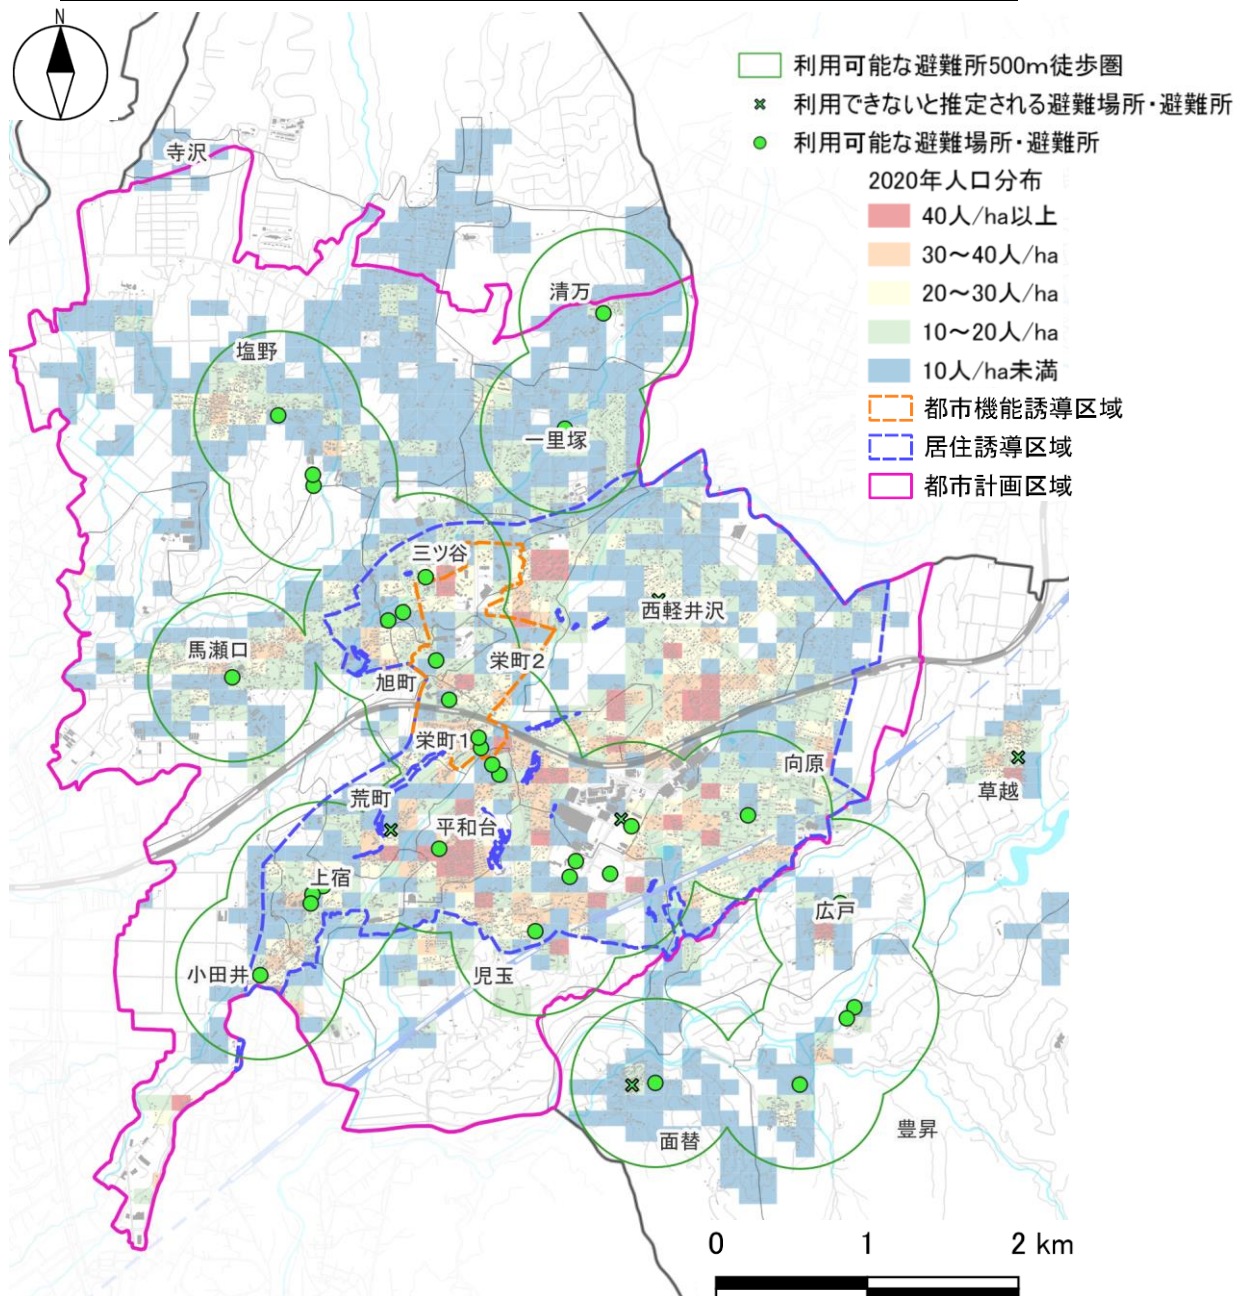 N
利用可能な避難所500m徒歩圏
利用できないと推定される避難場所・避難所
利用可能な避難場所・避難所
2020年人口分布
40人/ha以上
30～40人/ha
20～30人/ha
10～20人/ha
10人/ha未満
都市機能誘導区域
居住誘導区域
都市計画区域
寺沢
清万
塩野
一里塚
三ツ谷
西軽井沢
馬瀬口
栄町2
旭町
栄町1
向原
草越
荒町
平和台
上宿
広戸
小田井
児玉
豊昇
面替
0 1 2 km